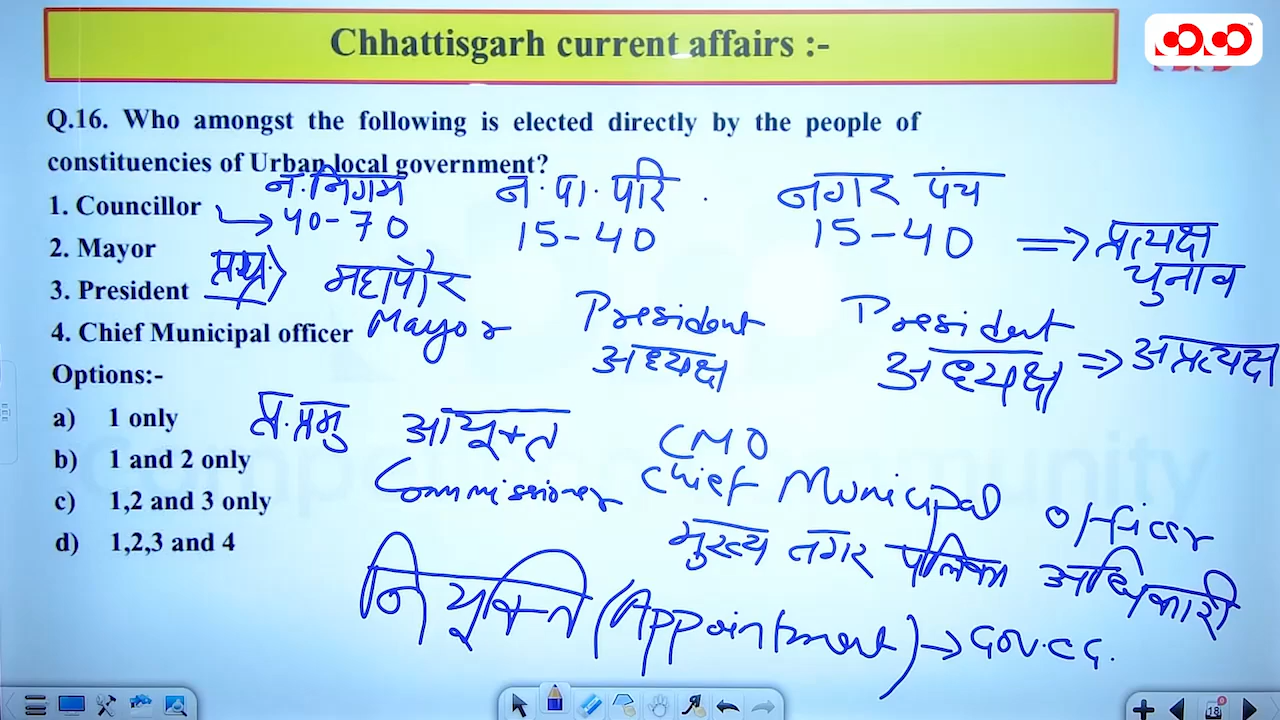 Chhattisgarh current affairs :-
Q.16. Who amongst the following is elected directly by the people of
constituencies of Urban local government?
न.निगम न.पा.परि. नगर पंच
1. Councillor → 40-70 15-40 15-40 ⇒ प्रत्यक्ष
चुनाव
2. Mayor
महापौर
3. President
Mayor President President
4. Chief Municipal officer
अध्यक्ष अध्यक्ष ⇒ अप्रत्यक्ष
Options:-
a) 1 only
आयुक्त CMO
b) 1 and 2 only
Commissioner Chief Municipal officer
c) 1,2 and 3 only
मुख्य नगर पालिका अधिकारी
d) 1,2,3 and 4
नियुक्ति (Appointment) → Gov.CG.
18